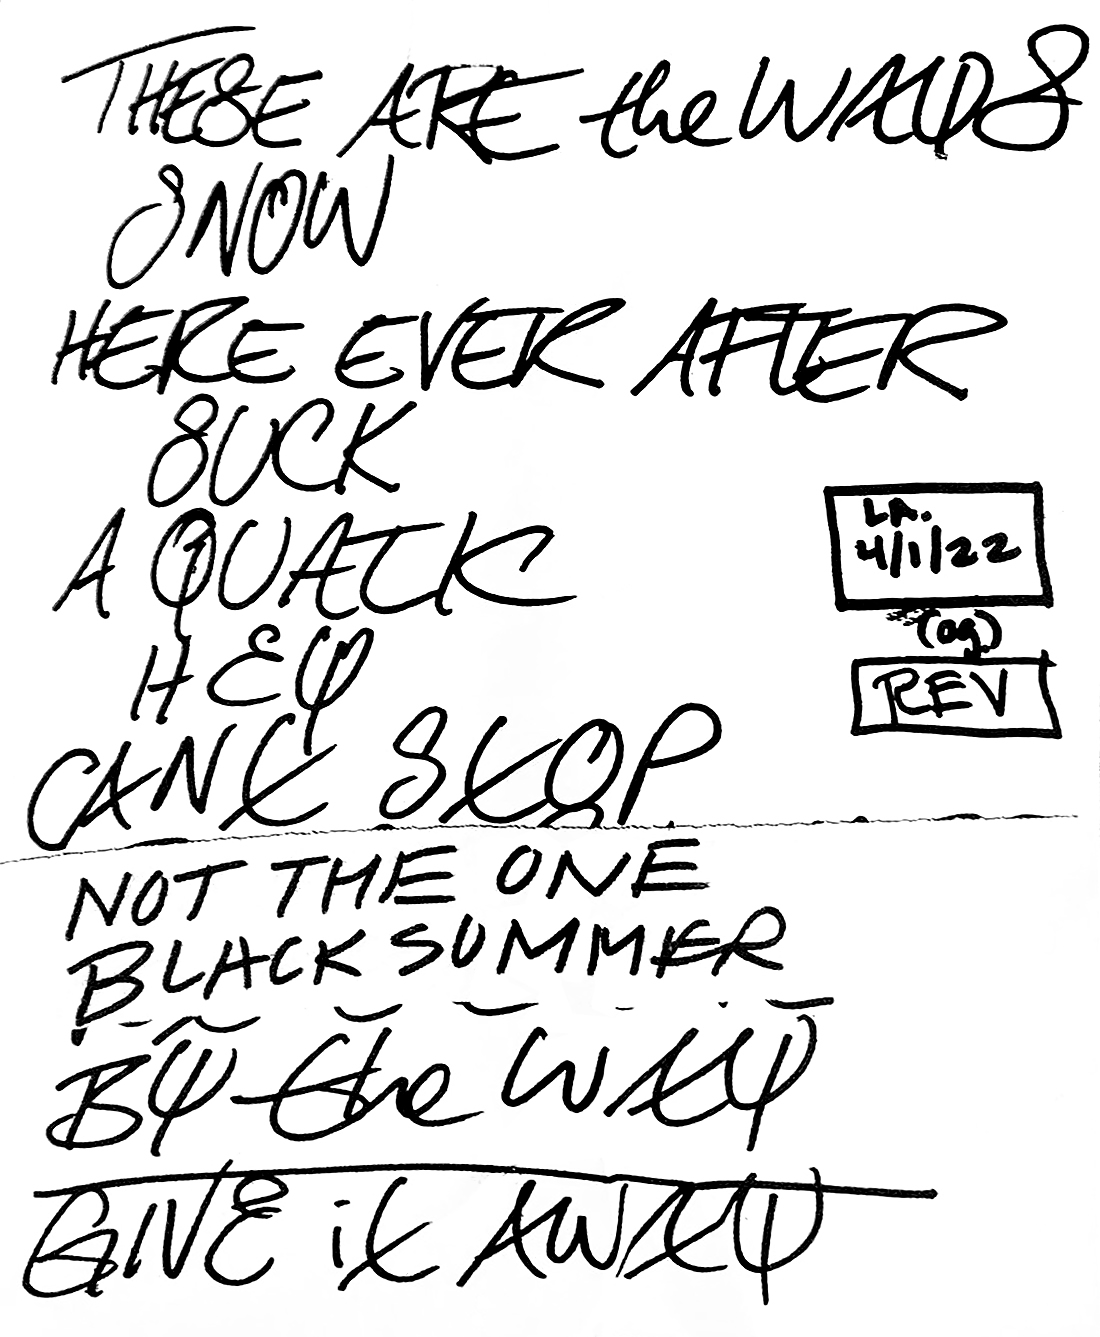 THESE ARE the WAYS
SNOW
HERE EVER AFTER
SUCK
A QUACK
HEY
CANT STOP
NOT THE ONE
BLACK SUMMER
BY the WAY
GIVE it AWAY
LA.
4/1/22
(og)
REV